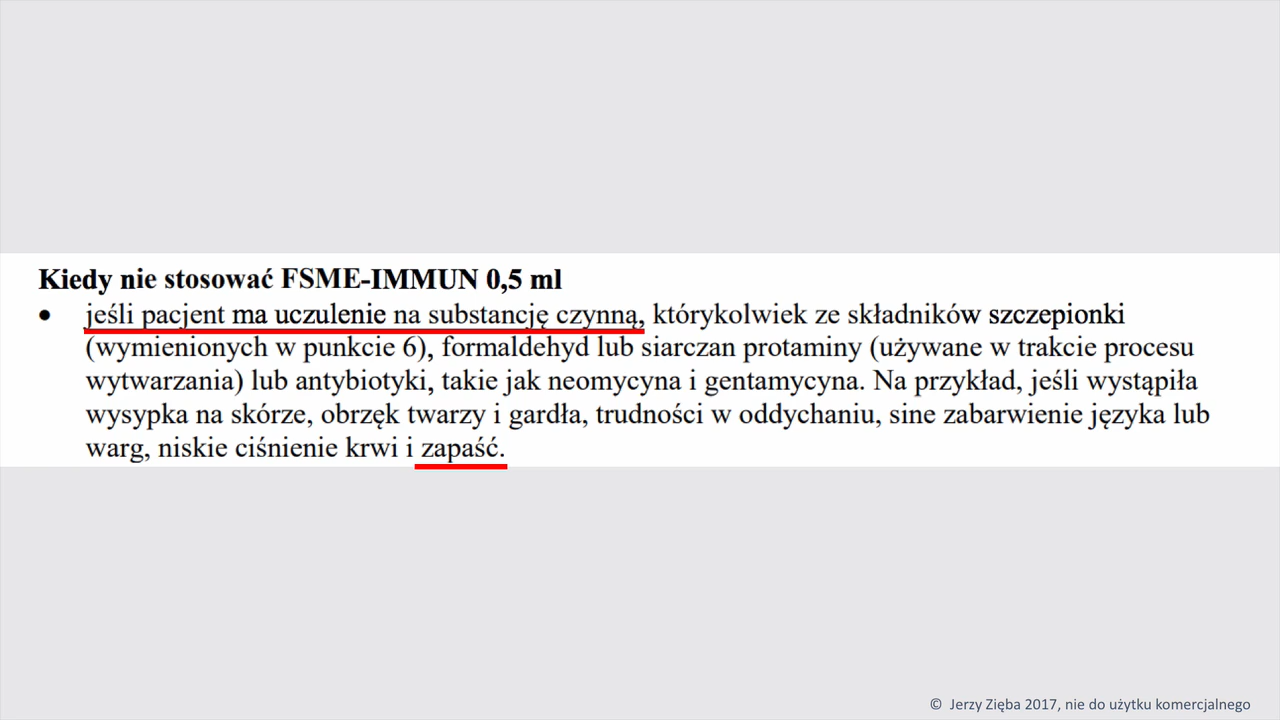 Kiedy nie stosować FSME-IMMUN 0,5 ml
• jeśli pacjent ma uczulenie na substancję czynną, którykolwiek ze składników szczepionki
(wymienionych w punkcie 6), formaldehyd lub siarczan protaminy (używane w trakcie procesu
wytwarzania) lub antybiotyki, takie jak neomycyna i gentamycyna. Na przykład, jeśli wystąpiła
wysypka na skórze, obrzęk twarzy i gardła, trudności w oddychaniu, sine zabarwienie języka lub
warg, niskie ciśnienie krwi i zapaść.
© Jerzy Zięba 2017, nie do użytku komercjalnego